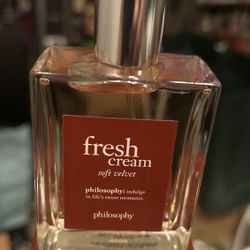 fresh
cream
soft velvet
philosophy: indulge
in life's sweet moments.
philosophy